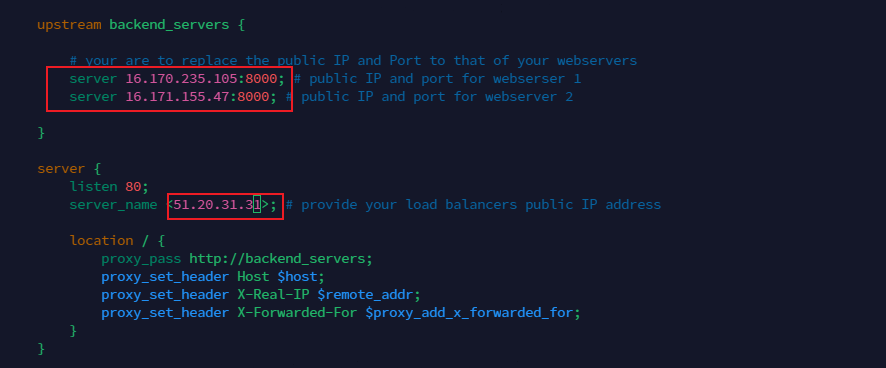 upstream backend_servers {
# your are to replace the public IP and Port to that of your webservers
server 16.170.235.105:8000; # public IP and port for webserser 1
server 16.171.155.47:8000; # public IP and port for webserver 2
}
server {
listen 80;
server_name <51.20.31.31>; # provide your load balancers public IP address
location / {
proxy_pass http://backend_servers;
proxy_set_header Host $host;
proxy_set_header X-Real-IP $remote_addr;
proxy_set_header X-Forwarded-For $proxy_add_x_forwarded_for;
}
}